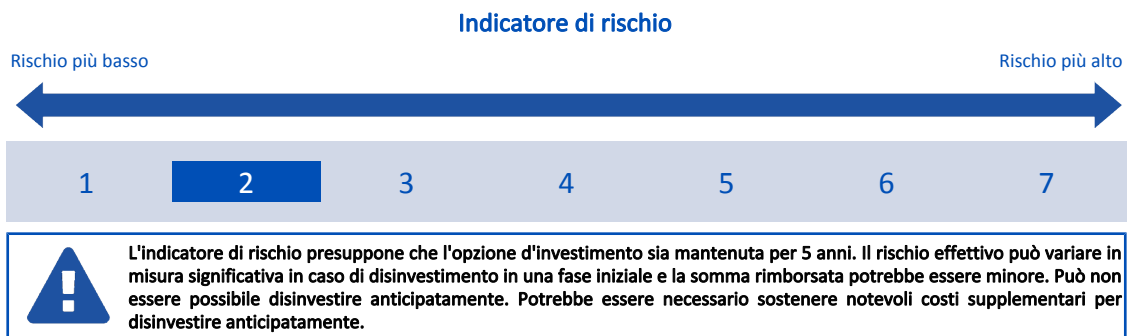 Indicatore di rischio
Rischio più basso
Rischio più alto
1 2 3 4 5 6 7
L'indicatore di rischio presuppone che l'opzione d'investimento sia mantenuta per 5 anni. Il rischio effettivo può variare in
misura significativa in caso di disinvestimento in una fase iniziale e la somma rimborsata potrebbe essere minore. Può non
essere possibile disinvestire anticipatamente. Potrebbe essere necessario sostenere notevoli costi supplementari per
disinvestire anticipatamente.